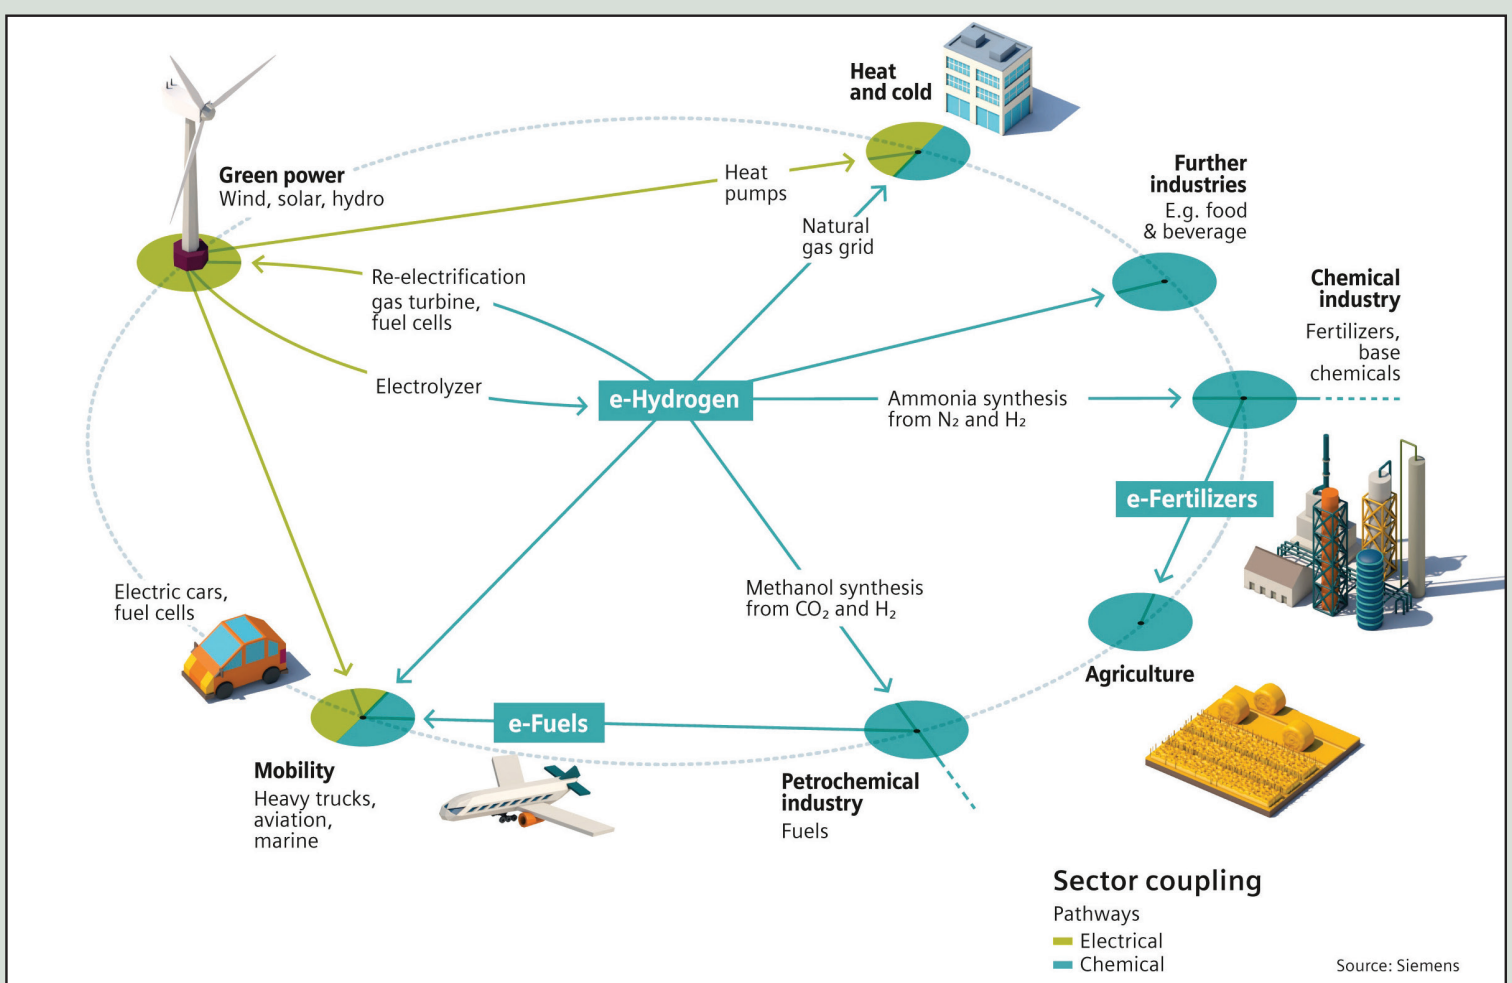 Heat
and cold
Green power
Wind, solar, hydro
Heat
pumps
Further
industries
E.g. food
& beverage
Natural
gas grid
Re-electrification
gas turbine,
fuel cells
Chemical
industry
Fertilizers,
base
chemicals
Electrolyzer
e-Hydrogen
Ammonia synthesis
from N₂ and H₂
e-Fertilizers
Electric cars,
fuel cells
Methanol synthesis
from CO₂ and H₂
Agriculture
e-Fuels
Mobility
Heavy trucks,
aviation,
marine
Petrochemical
industry
Fuels
Sector coupling
Pathways
Electrical
Chemical
Source: Siemens